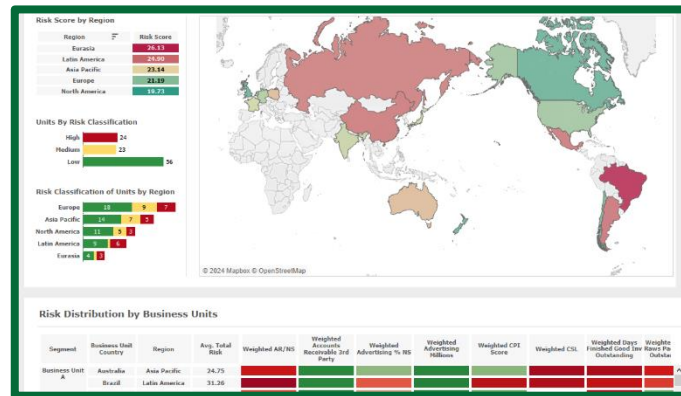 Risk Score by Region
Region Risk Score
Eurasia 26.13
Latin America 24.90
Asia Pacific 23.14
Europe 21.19
North America 19.73
Units By Risk Classification
High 24
Medium 23
Low 56
Risk Classification of Units by Region
Europe 18 9 7
Asia Pacific 14 7 5
North America 11 5 3
Latin America 9 6
Eurasia 4 3
© 2024 Mapbox © OpenStreetMap
Risk Distribution by Business Units
Segment Business Unit Country Region Avg. Total Risk Weighted AR/NS Weighted Accounts Receivable 3rd Party Weighted Advertising % NS Weighted Advertising Millions Weighted CPI Score Weighted CSL Weighted Days Finished Good Inv Outstanding
Business Unit A Australia Asia Pacific 24.75
Brazil Latin America 31.26